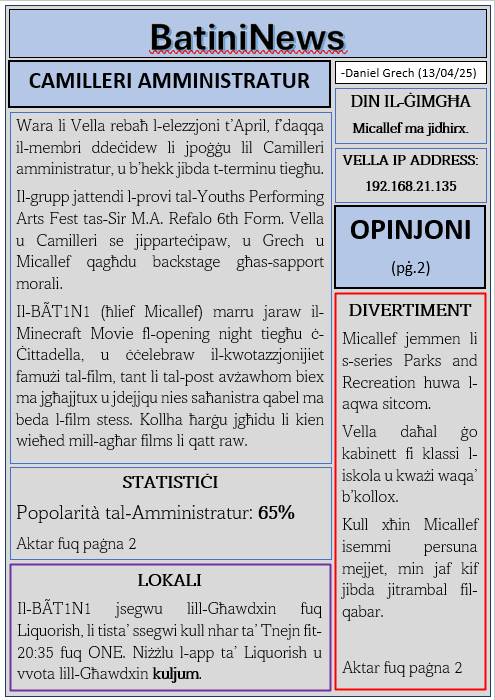 BatiniNews
CAMILLERI AMMINISTRATUR
-Daniel Grech (13/04/25)
Wara li Vella rebaħ l-elezzjoni t’April, f’daqqa
il-membri ddeċidew li jpoġġu lil Camilleri
amministratur, u b’hekk jibda t-terminu tiegħu.
Il-grupp jattendi l-provi tal-Youths Performing
Arts Fest tas-Sir M.A. Refalo 6th Form. Vella
u Camilleri se jipparteċipaw, u Grech u
Micallef qagħdu backstage għas-sapport
morali.
Il-BÃT1N1 (ħlief Micallef) marru jaraw il-
Minecraft Movie fl-opening night tiegħu ċ-
Ċittadella, u ċċelebraw il-kwotazzjonijiet
famużi tal-film, tant li tal-post avżawhom biex
ma jgħajjtux u jdejjqu nies saħanistra qabel ma
beda l-film stess. Kollha ħarġu jgħidu li kien
wieħed mill-agħar films li qatt raw.
STATISTIĊI
Popolarità tal-Amministratur: 65%
Aktar fuq paġna 2
LOKALI
Il-BÃT1N1 jsegwu lill-Għawdxin fuq
Liquorish, li tista’ ssegwi kull nhar ta’ Tnejn fit-
20:35 fuq ONE. Niżżlu l-app ta’ Liquorish u
vvota lill-Għawdxin kuljum.
DIN IL-ĠIMGĦA
Micallef ma jidhirx.
VELLA IP ADDRESS:
192.168.21.135
OPINJONI
(pġ.2)
DIVERTIMENT
Micallef jemmen li
s-series Parks and
Recreation huwa l-
aqwa sitcom.
Vella daħal ġo
kabinett fi klassi l-
iskola u kważi waqa’
b’kollox.
Kull xħin Micallef
isemmi persuna
mejjet, min jaf kif
jibda jitrambal fil-
qabar.
Aktar fuq paġna 2